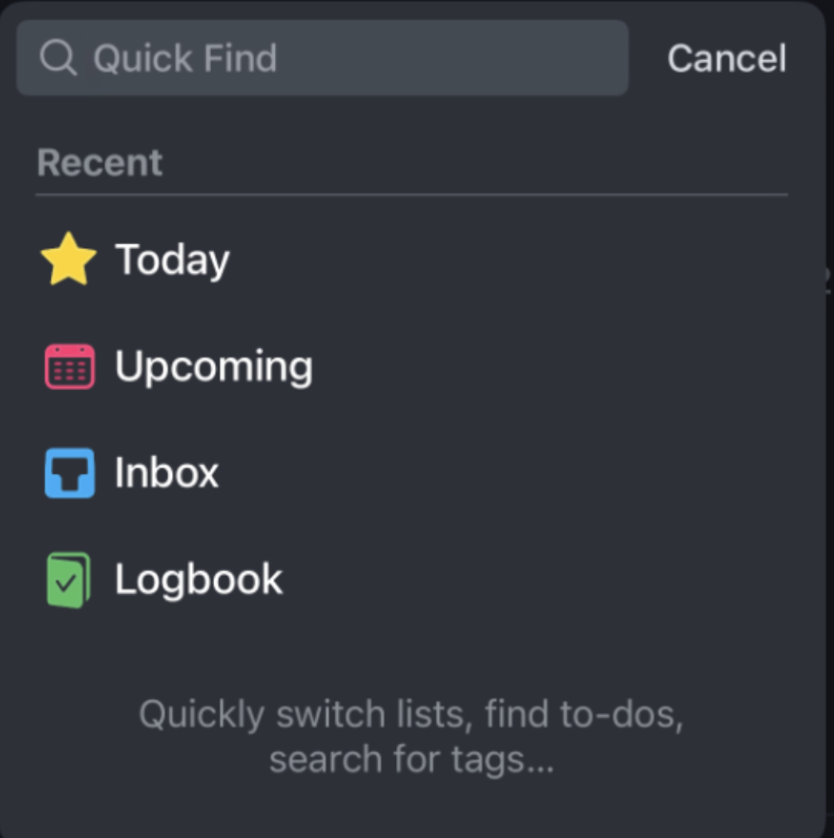 Quick Find
Cancel
Recent
Today
Upcoming
Inbox
Logbook
Quickly switch lists, find to-dos,
search for tags...